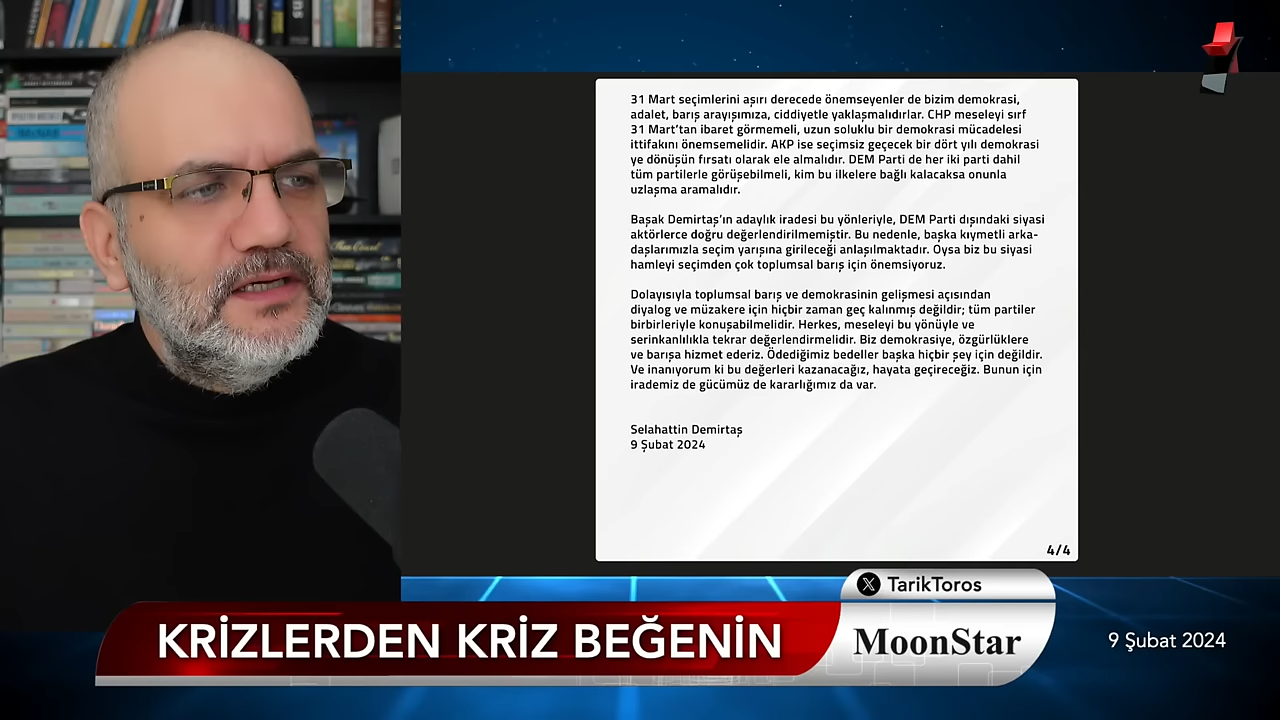 31 Mart seçimlerini aşırı derecede önemseyenler de bizim demokrasi,
adalet, barış arayışımıza, ciddiyetle yaklaşmalıdırlar. CHP meseleyi sırf
31 Mart'tan ibaret görmemeli, uzun soluklu bir demokrasi mücadelesi
ittifakını önemsemelidir. AKP ise seçimsiz geçecek bir dört yılı demokrasi
ye dönüşün fırsatı olarak ele almalıdır. DEM Parti de her iki parti dahil
tüm partilerle görüşebilmeli, kim bu ilkelere bağlı kalacaksa onunla
uzlaşma aramalıdır.
Başak Demirtaş'ın adaylık iradesi bu yönleriyle, DEM Parti dışındaki siyasi
aktörlerce doğru değerlendirilmemiştir. Bu nedenle, başka kıymetli arka-
daşlarımızla seçim yarışına girileceği anlaşılmaktadır. Oysa biz bu siyasi
hamleyi seçimden çok toplumsal barış için önemsiyoruz.
Dolayısıyla toplumsal barış ve demokrasinin gelişmesi açısından
diyalog ve müzakere için hiçbir zaman geç kalınmış değildir; tüm partiler
birbirleriyle konuşabilmelidir. Herkes, meseleyi bu yönüyle ve
serinkanlılıkla tekrar değerlendirmelidir. Biz demokrasiye, özgürlüklere
ve barışa hizmet ederiz. Ödediğimiz bedeller başka hiçbir şey için değildir.
Ve inanıyorum ki bu değerleri kazanacağız, hayata geçireceğiz. Bunun için
irademiz de gücümüz de kararlığımız da var.
Selahattin Demirtaş
9 Şubat 2024
4/4
TarikToros
KRİZLERDEN KRİZ BEĞENİN
MoonStar
9 Şubat 2024